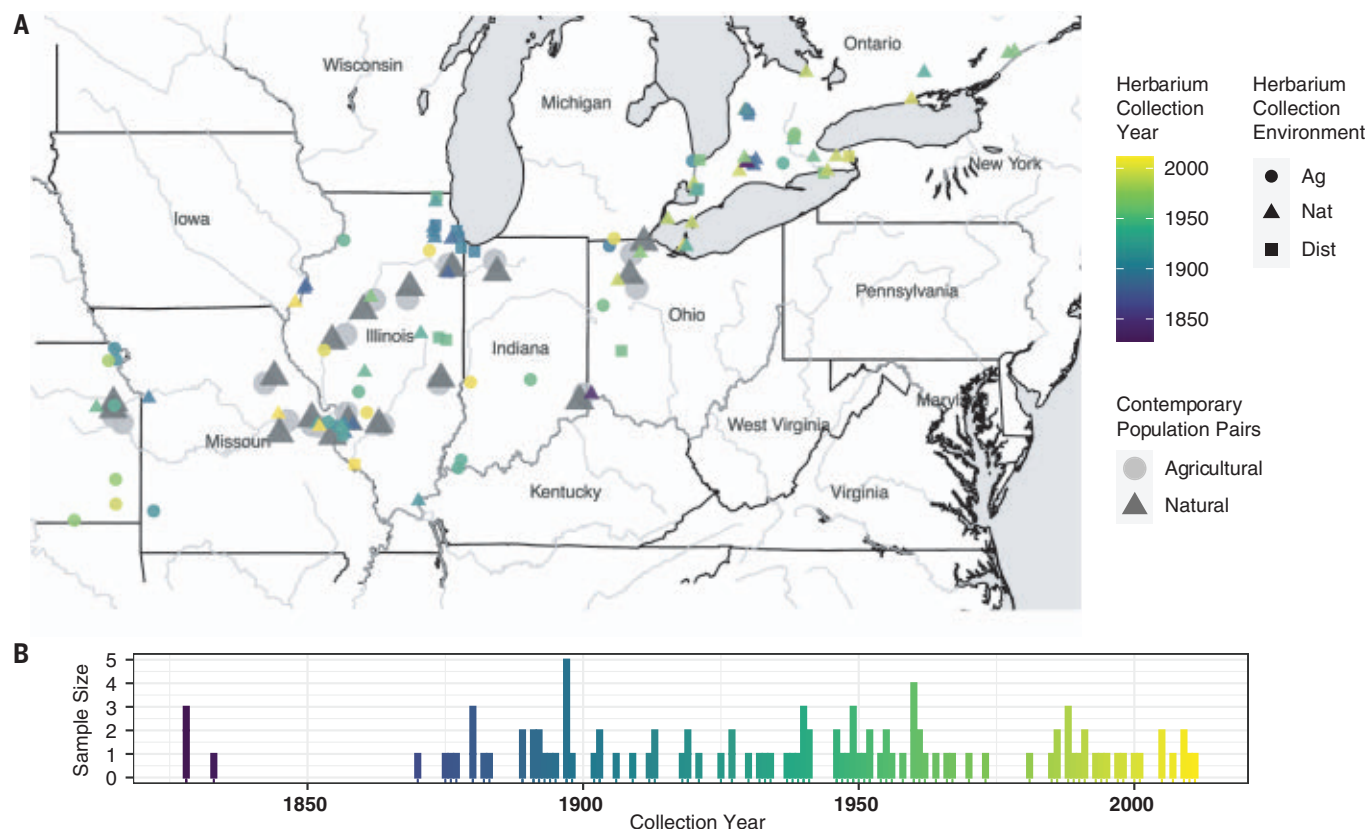 A
Wisconsin
Michigan
Ontario
New York
Iowa
Illinois
Indiana
Ohio
Pennsylvania
Missouri
Maryland
West Virginia
Kentucky
Virginia
Herbarium
Collection
Year
2000
1950
1900
1850
Herbarium
Collection
Environment
Ag
Nat
Dist
Contemporary
Population Pairs
Agricultural
Natural
B
Sample Size
5
4
3
2
1
0
1850
1900
1950
2000
Collection Year